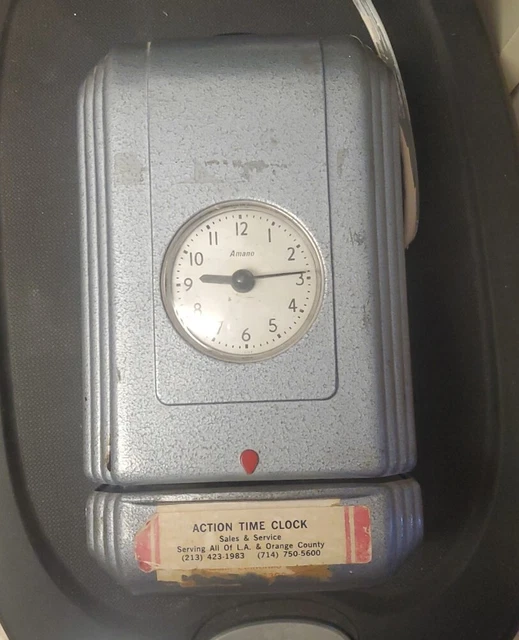 12
11 1
10 2
Amano
9 3
8 4
7 5
6
ACTION TIME CLOCK
Sales & Service
Serving All Of L.A. & Orange County
(213) 423-1983 (714) 750-5600